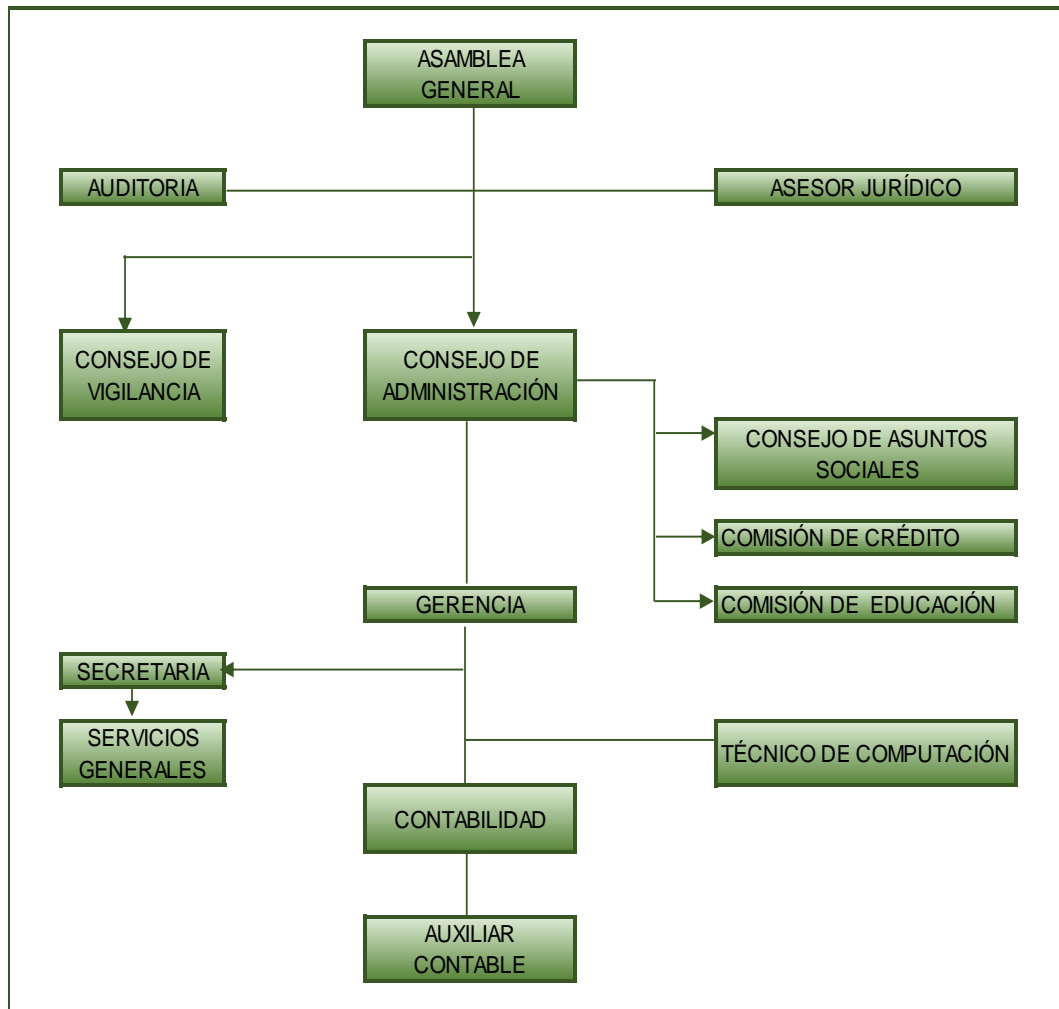 ASAMBLEA
GENERAL
AUDITORIA
ASESOR JURÍDICO
CONSEJO DE
VIGILANCIA
CONSEJO DE
ADMINISTRACIÓN
CONSEJO DE ASUNTOS
SOCIALES
COMISIÓN DE CRÉDITO
GERENCIA
COMISIÓN DE EDUCACIÓN
SECRETARIA
SERVICIOS
GENERALES
TÉCNICO DE COMPUTACIÓN
CONTABILIDAD
AUXILIAR
CONTABLE